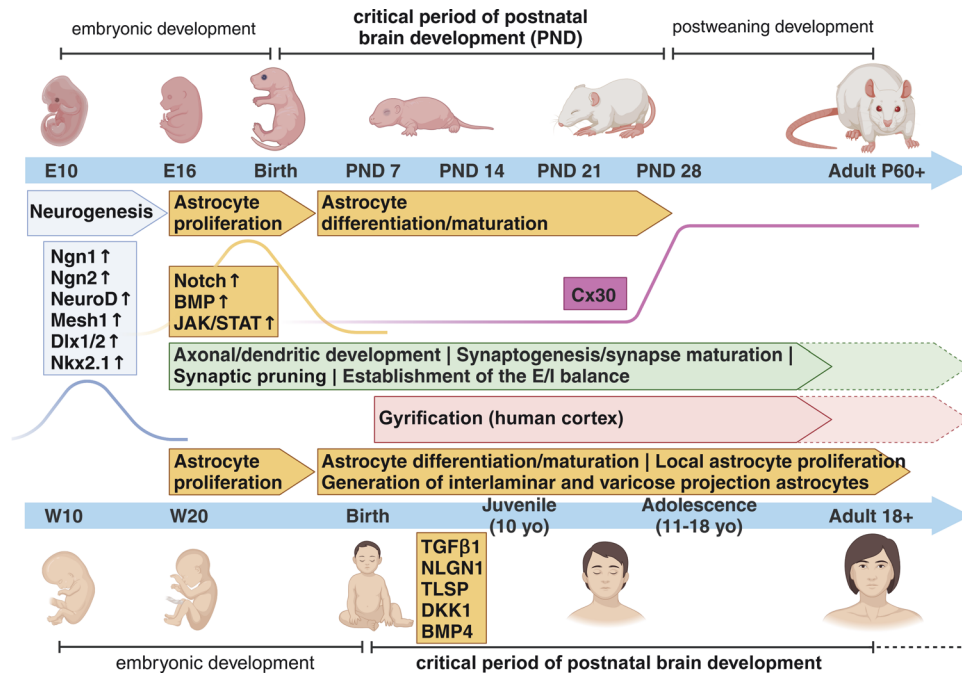 embryonic development
critical period of postnatal
brain development (PND)
postweaning development
E10
E16
Birth
PND 7
PND 14
PND 21
PND 28
Adult P60+
Neurogenesis
Astrocyte
proliferation
Astrocyte
differentiation/maturation
Ngn1↑
Ngn2↑
NeuroD↑
Mesh1↑
Dlx1/2↑
Nkx2.1↑
Notch↑
BMP↑
JAK/STAT↑
Cx30
Axonal/dendritic development | Synaptogenesis/synapse maturation |
Synaptic pruning | Establishment of the E/I balance
Gyrification (human cortex)
Astrocyte
proliferation
Astrocyte differentiation/maturation | Local astrocyte proliferation
Generation of interlaminar and varicose projection astrocytes
W10
W20
Birth
Juvenile
(10 yo)
Adolescence
(11-18 yo)
Adult 18+
TGFβ1
NLGN1
TLSP
DKK1
BMP4
embryonic development
critical period of postnatal brain development